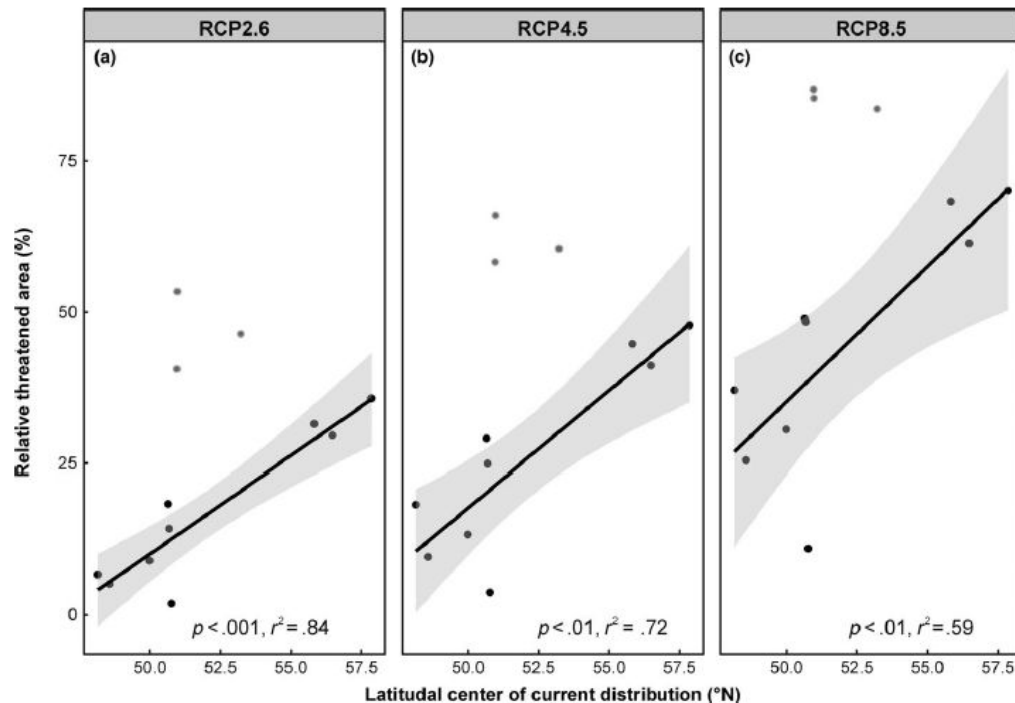 RCP2.6 RCP4.5 RCP8.5
(a) (b) (c)
Relative threatened area (%)
75
50
25
0
p<.001, r²=.84 p<.01, r²=.72 p<.01, r²=.59
50.0 52.5 55.0 57.5 50.0 52.5 55.0 57.5 50.0 52.5 55.0 57.5
Latitudal center of current distribution (°N)